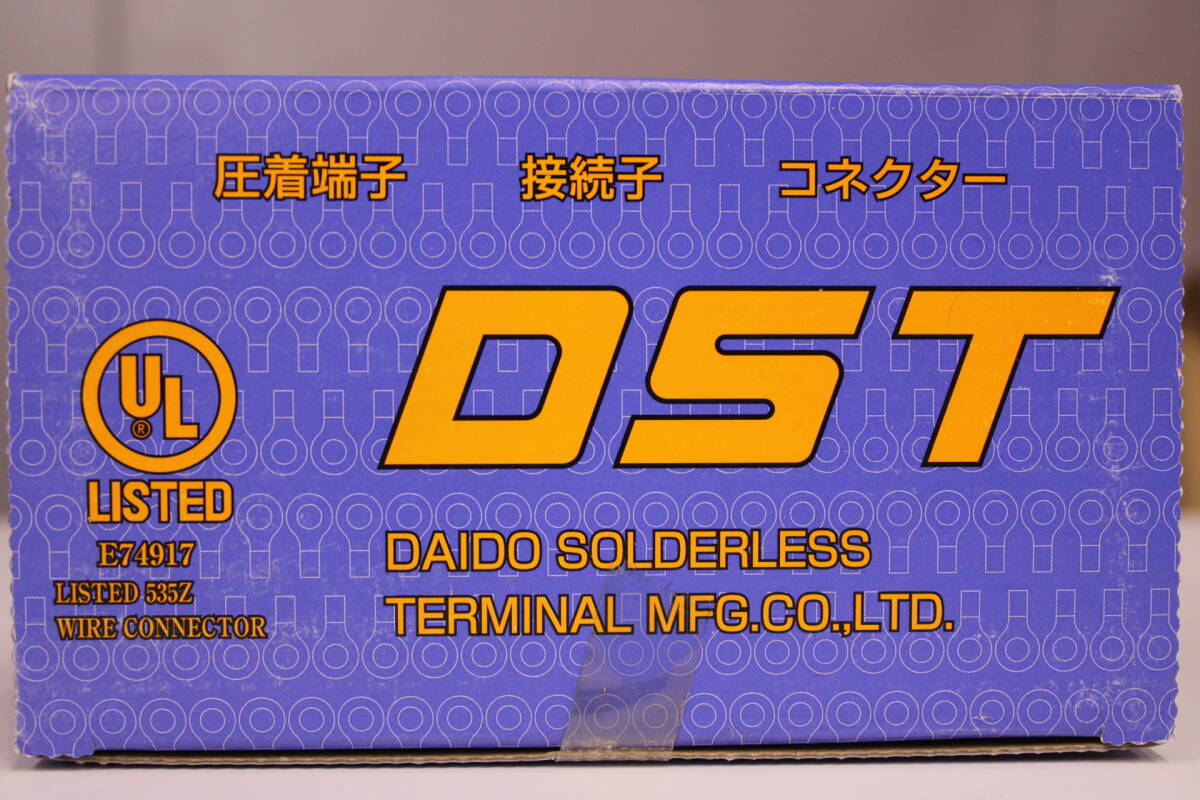 圧着端子 接続子 コネクター
DST
UL
®
LISTED
E74917
LISTED 535Z
WIRE CONNECTOR
DAIDO SOLDERLESS
TERMINAL MFG.CO.,LTD.